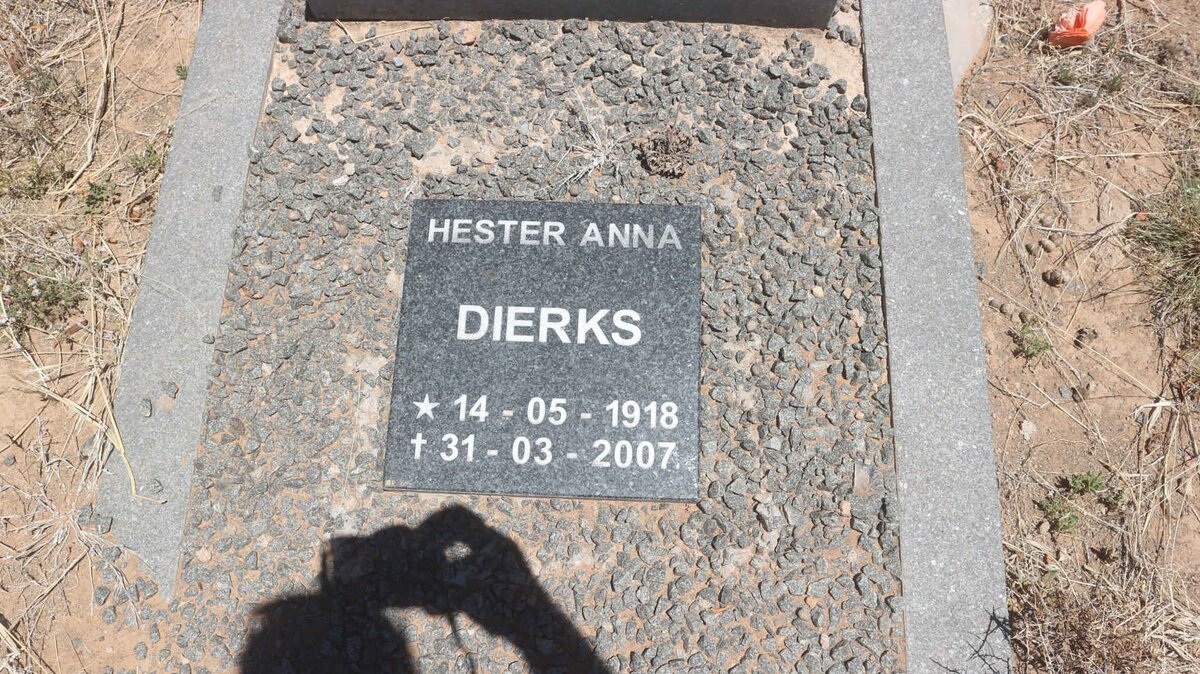 HESTER ANNA
DIERKS
★ 14 - 05 - 1918
† 31 - 03 - 2007